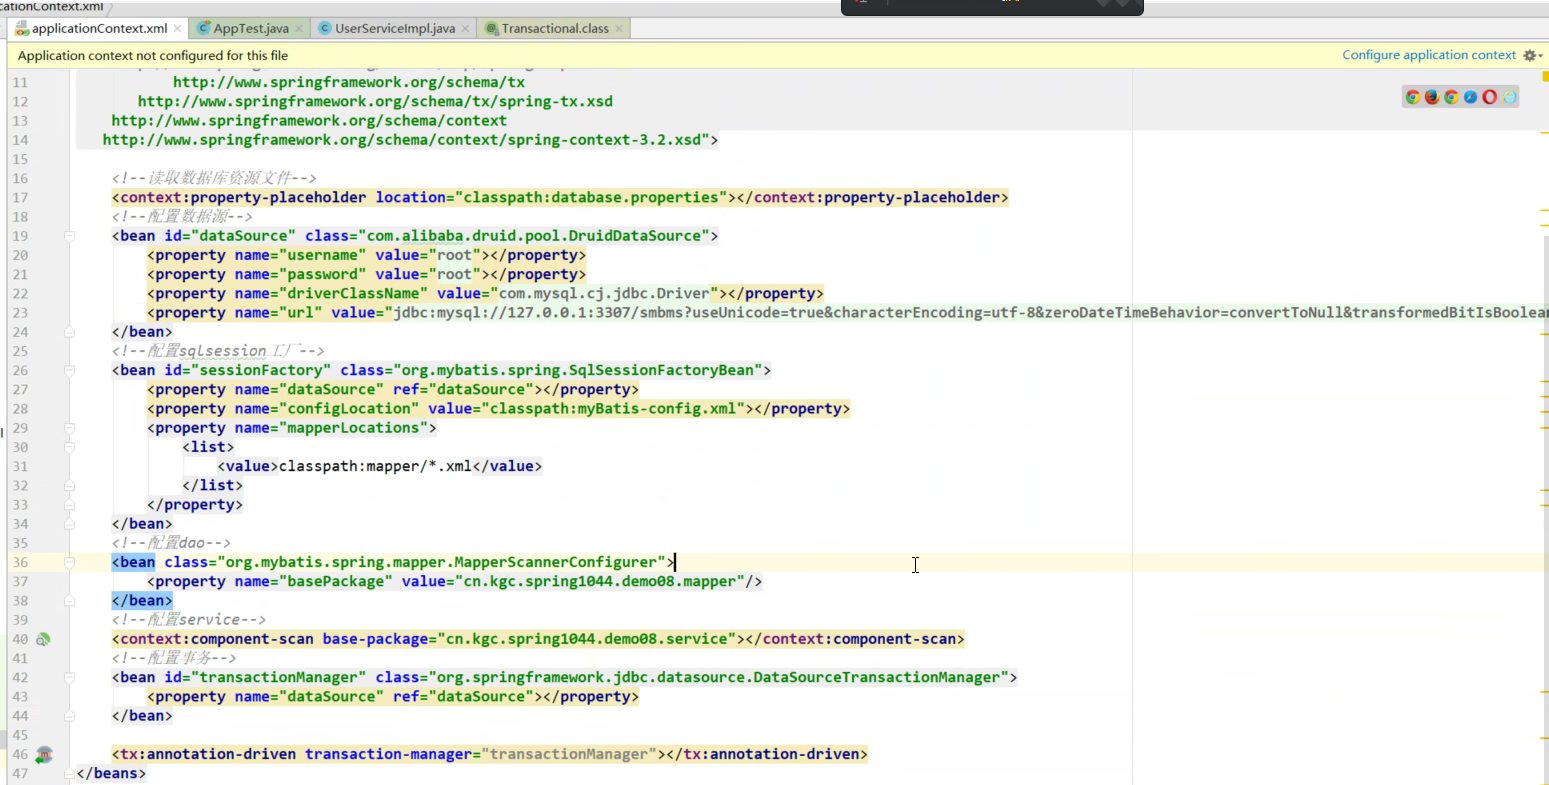 cationContext.xml
applicationContext.xml AppTest.java UserServiceImpl.java Transactional.class
Application context not configured for this file Configure application context
11 http://www.springframework.org/schema/tx
12 http://www.springframework.org/schema/tx/spring-tx.xsd
13 http://www.springframework.org/schema/context
14 http://www.springframework.org/schema/context/spring-context-3.2.xsd">
15
16 <!--读取数据库资源文件-->
17 <context:property-placeholder location="classpath:database.properties"></context:property-placeholder>
18 <!--配置数据源-->
19 <bean id="dataSource" class="com.alibaba.druid.pool.DruidDataSource">
20 <property name="username" value="root"></property>
21 <property name="password" value="root"></property>
22 <property name="driverClassName" value="com.mysql.cj.jdbc.Driver"></property>
23 <property name="url" value="jdbc:mysql://127.0.0.1:3307/smbms?useUnicode=true&characterEncoding=utf-8&zeroDateTimeBehavior=convertToNull&transformedBitIsBoolean
24 </bean>
25 <!--配置sqlsession工厂-->
26 <bean id="sessionFactory" class="org.mybatis.spring.SqlSessionFactoryBean">
27 <property name="dataSource" ref="dataSource"></property>
28 <property name="configLocation" value="classpath:myBatis-config.xml"></property>
29 <property name="mapperLocations">
30 <list>
31 <value>classpath:mapper/*.xml</value>
32 </list>
33 </property>
34 </bean>
35 <!--配置dao-->
36 <bean class="org.mybatis.spring.mapper.MapperScannerConfigurer">
37 <property name="basePackage" value="cn.kgc.spring1044.demo08.mapper"/>
38 </bean>
39 <!--配置service-->
40 <context:component-scan base-package="cn.kgc.spring1044.demo08.service"></context:component-scan>
41 <!--配置事务-->
42 <bean id="transactionManager" class="org.springframework.jdbc.datasource.DataSourceTransactionManager">
43 <property name="dataSource" ref="dataSource"></property>
44 </bean>
45
46 <tx:annotation-driven transaction-manager="transactionManager"></tx:annotation-driven>
47 </beans>